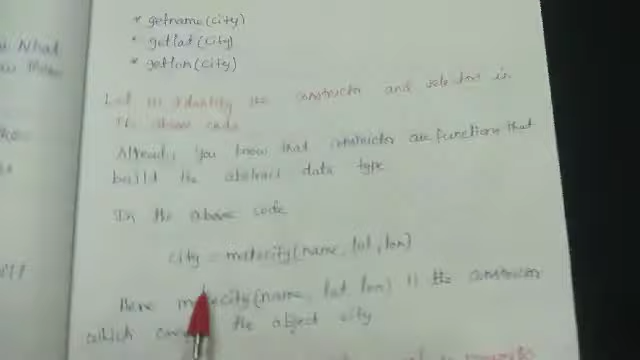 * getname(city)
* getlat(city)
* getlon(city)
Let us identify the constructor and selectors in
the above code
Already you know that constructor are functions that
build the abstract data type
In the above code
city = makecity(name, lat, lon)
Here makecity(name, lat lon) is the constructor
which the object city